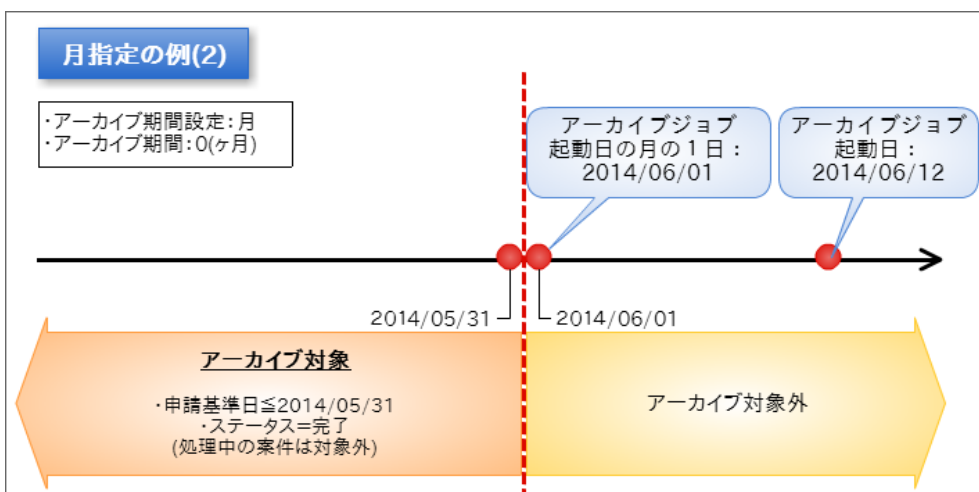 月指定の例(2)
・アーカイブ期間設定：月
・アーカイブ期間：0(ヶ月)
アーカイブジョブ
起動日の月の１日：
2014/06/01
アーカイブジョブ
起動日：
2014/06/12
2014/05/31
2014/06/01
アーカイブ対象
・申請基準日≦2014/05/31
・ステータス＝完了
(処理中の案件は対象外)
アーカイブ対象外